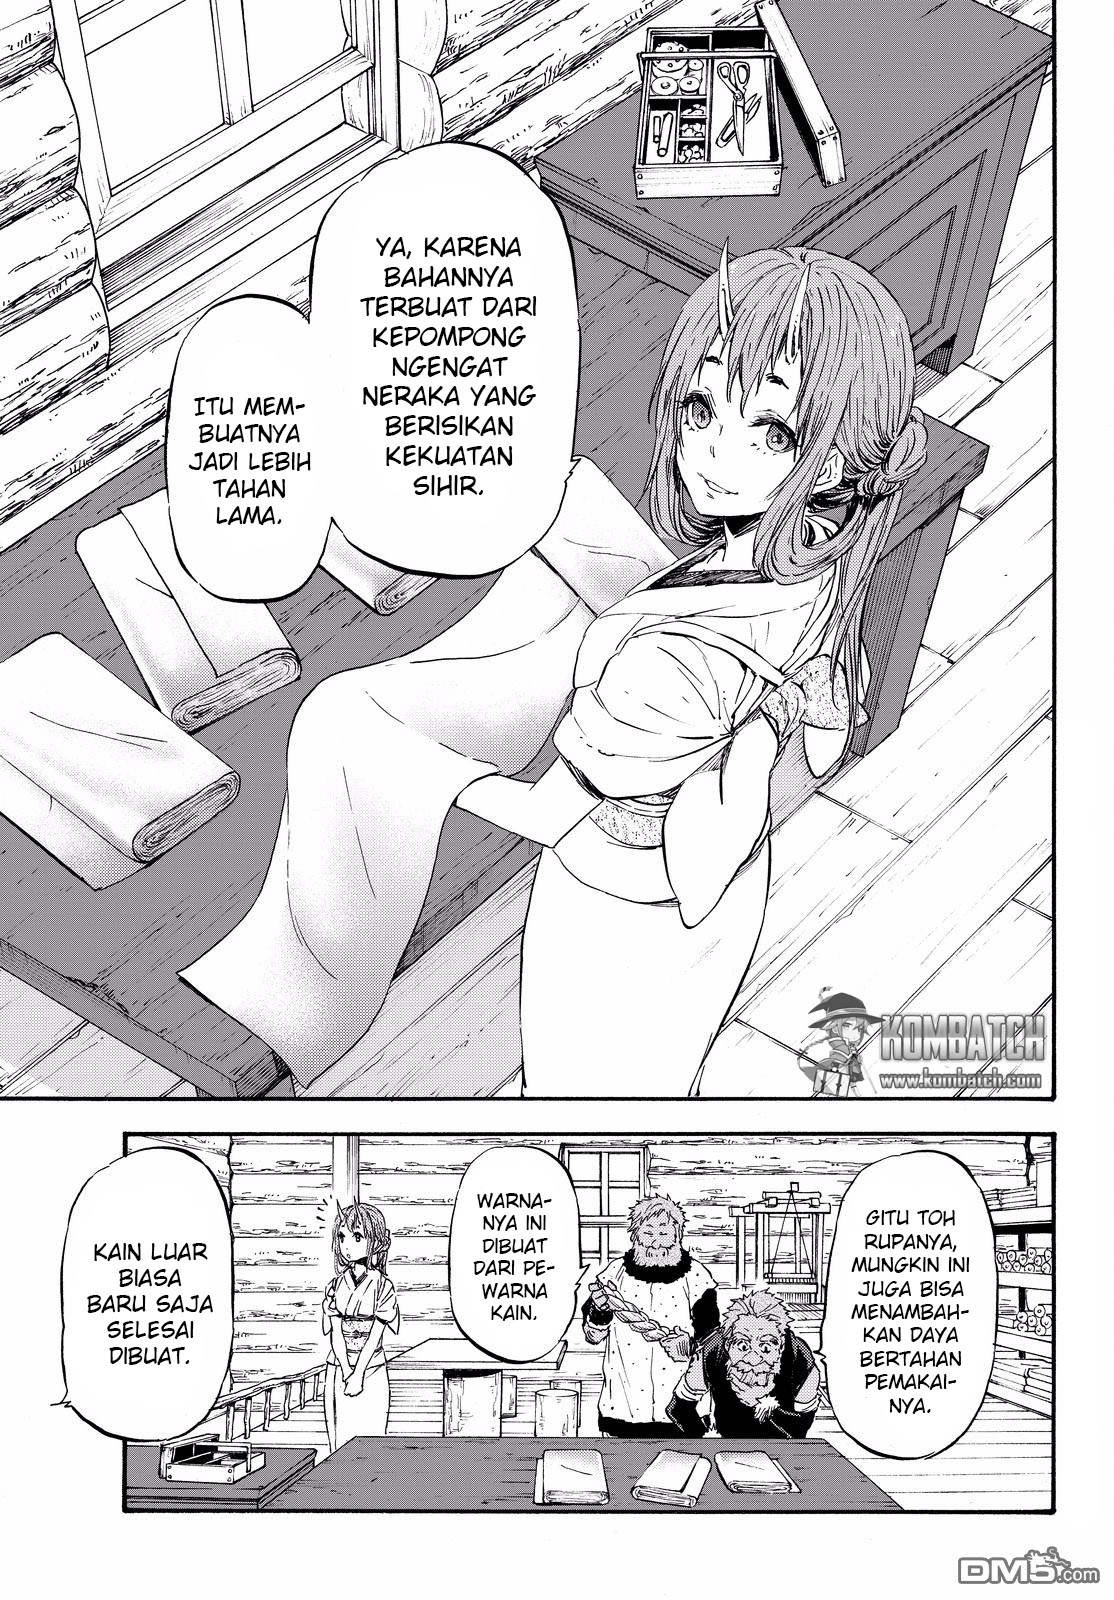 YA, KARENA
BAHANNYA
TERBUAT DARI
KEPOMPONG
NGENGAT
NERAKA YANG
BERISIKAN
KEKUATAN
SIHIR.
ITU MEM-
BUATNYA
JADI LEBIH
TAHAN
LAMA.
KOMBATCH
www.kombatch.com
GITU TOH
RUPANYA,
MUNGKIN INI
JUGA BISA
MENAMBAH-
KAN DAYA
BERTAHAN
PEMAKAI-
NYA.
WARNA-
NYA INI
DIBUAT
DARI PE-
WARNA
KAIN.
KAIN LUAR
BIASA
BARU SAJA
SELESAI
DIBUAT.
DM5.com